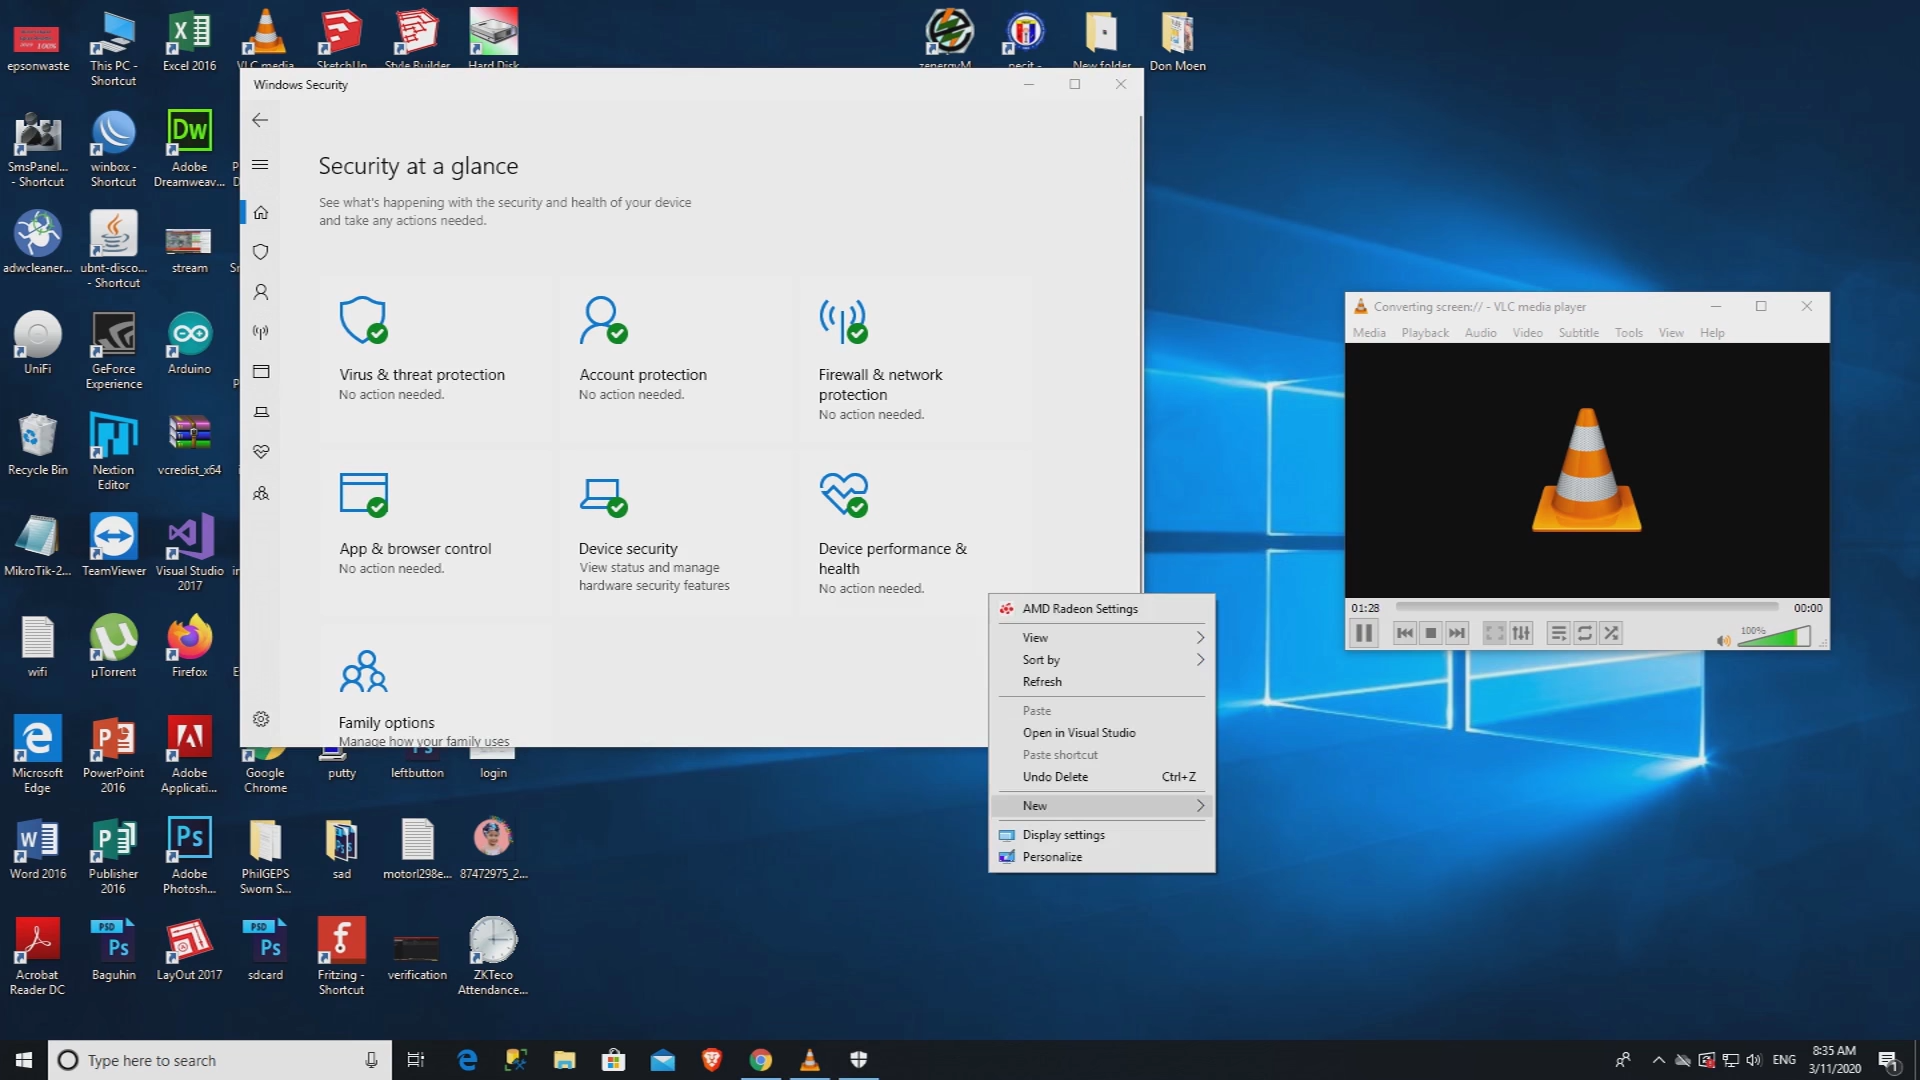 epsonwaste
This PC -
Shortcut
Excel 2016
VLC media
SketchUp
Style Builder
Hard Disk
zenergyM
necit -
New folder
Don Moen
Windows Security
SmsPanel...
- Shortcut
winbox -
Shortcut
Adobe
Dreamweav...
Security at a glance
See what's happening with the security and health of your device
and take any actions needed.
adwcleaner...
ubnt-disco...
- Shortcut
stream
UniFi
GeForce
Experience
Arduino
Virus & threat protection
No action needed.
Account protection
No action needed.
Firewall & network
protection
No action needed.
Recycle Bin
Nextion
Editor
vcredist_x64
App & browser control
No action needed.
Device security
View status and manage
hardware security features
Device performance &
health
No action needed.
MikroTik-2...
TeamViewer
Visual Studio
2017
wifi
µTorrent
Firefox
Family options
Manage how your family uses
Converting screen:// - VLC media player
Media Playback Audio Video Subtitle Tools View Help
01:28
00:00
100%
AMD Radeon Settings
View
Sort by
Refresh
Paste
Open in Visual Studio
Paste shortcut
Undo Delete Ctrl+Z
New
Display settings
Personalize
Microsoft
Edge
PowerPoint
2016
Adobe
Applicati...
Google
Chrome
putty
leftbutton
login
Word 2016
Publisher
2016
Adobe
Photosh...
PhilGEPS
Sworn S...
sad
motorl298e...
87472975_2...
Acrobat
Reader DC
Baguhin
LayOut 2017
sdcard
Fritzing -
Shortcut
verification
ZKTeco
Attendance...
Type here to search
ENG
8:35 AM
3/11/2020
1